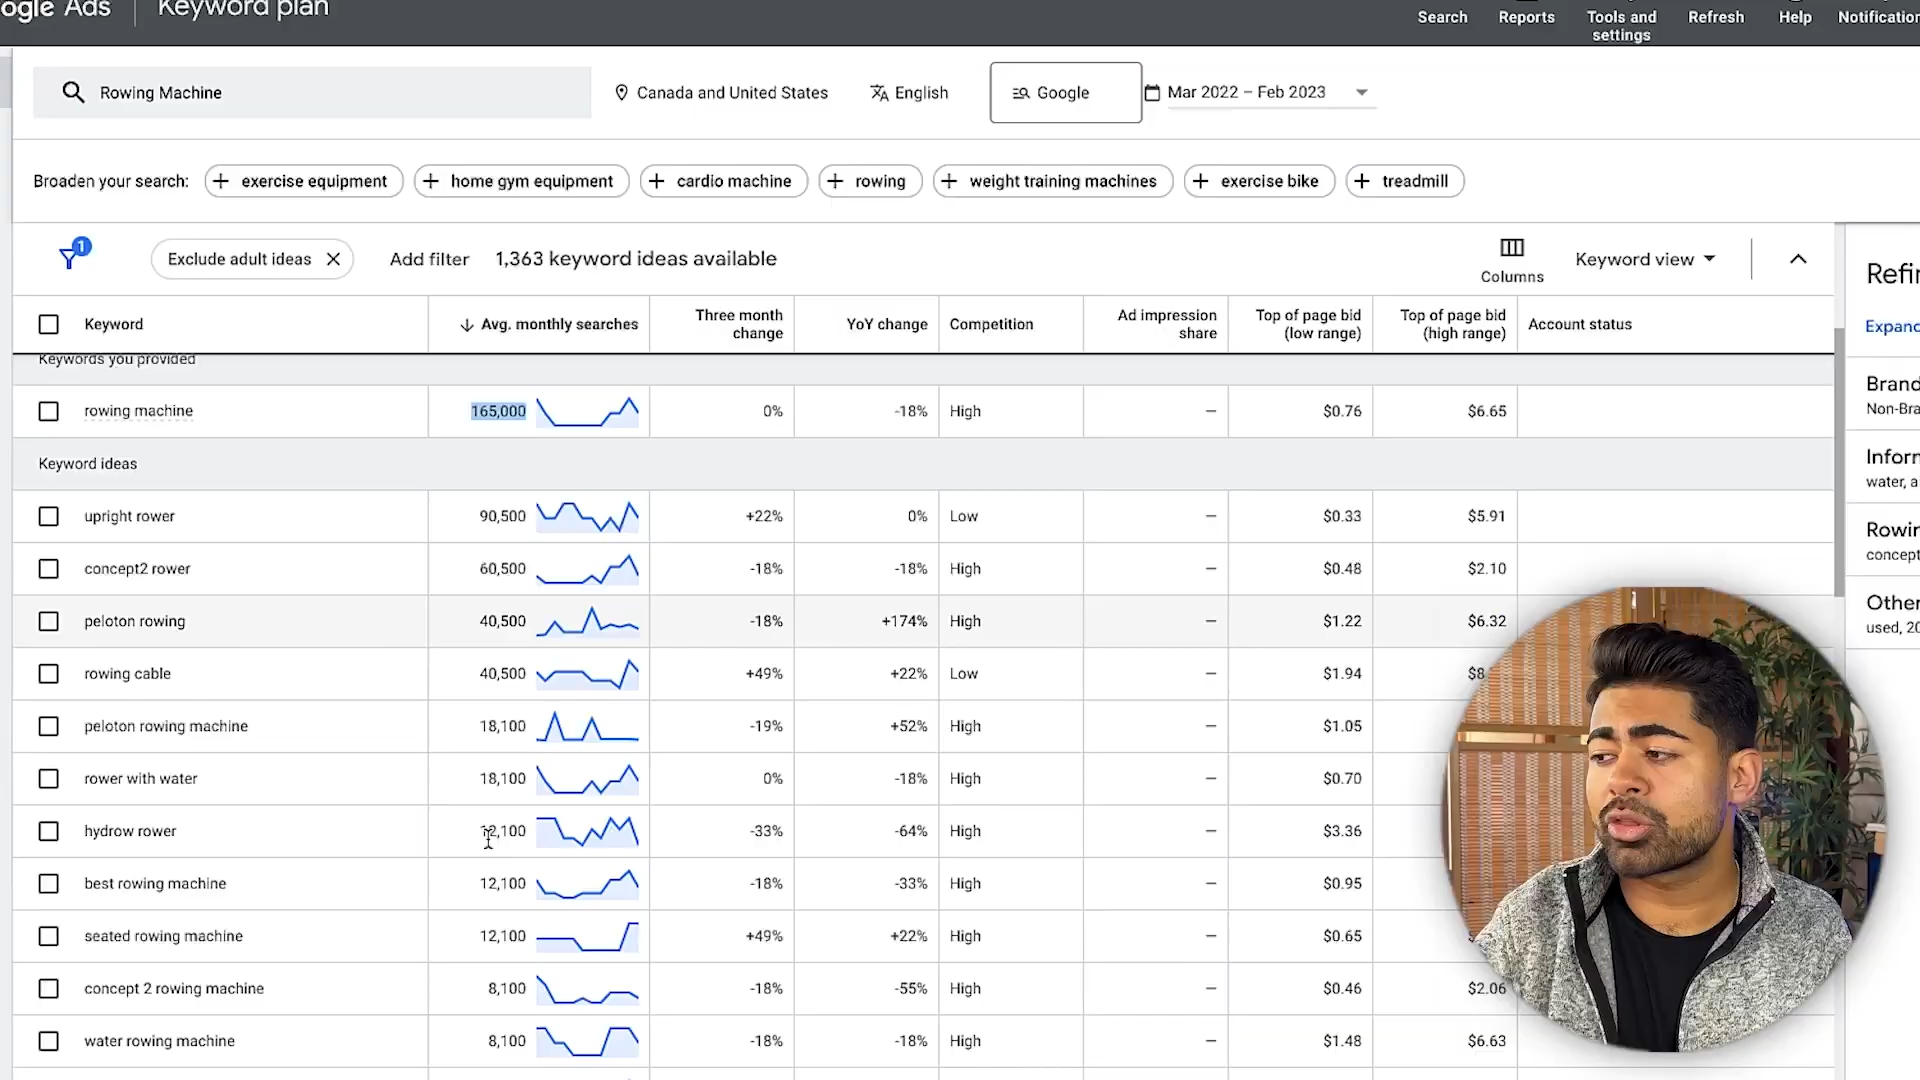 ogle Ads
Keyword plan
Search
Reports
Tools and
settings
Refresh
Help
Notification
Rowing Machine
Canada and United States
English
Google
Mar 2022 – Feb 2023
Broaden your search:
exercise equipment
home gym equipment
cardio machine
rowing
weight training machines
exercise bike
treadmill
1
Exclude adult ideas
Add filter
1,363 keyword ideas available
Columns
Keyword view
Refi
Expand
Keyword
Avg. monthly searches
Three month
change
YoY change
Competition
Ad impression
share
Top of page bid
(low range)
Top of page bid
(high range)
Account status
Keywords you provided
rowing machine 165,000 0% -18% High – $0.76 $6.65
Keyword ideas
upright rower 90,500 +22% 0% Low – $0.33 $5.91
concept2 rower 60,500 -18% -18% High – $0.48 $2.10
peloton rowing 40,500 -18% +174% High – $1.22 $6.32
rowing cable 40,500 +49% +22% Low – $1.94 $8
peloton rowing machine 18,100 -19% +52% High – $1.05
rower with water 18,100 0% -18% High – $0.70
hydrow rower 12,100 -33% -64% High – $3.36
best rowing machine 12,100 -18% -33% High – $0.95
seated rowing machine 12,100 +49% +22% High – $0.65
concept 2 rowing machine 8,100 -18% -55% High – $0.46 $2.06
water rowing machine 8,100 -18% -18% High – $1.48 $6.63
Brand
Non-Bra
Inform
water, a
Rowin
concept
Other
used, 20